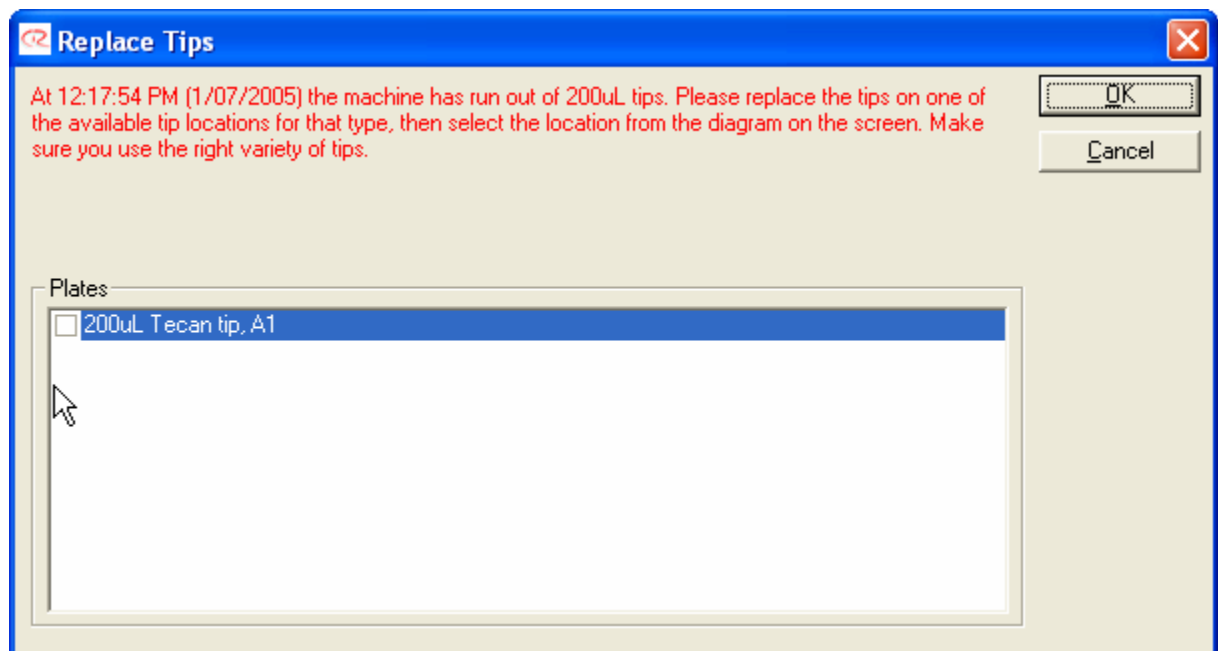 Replace Tips
At 12:17:54 PM (1/07/2005) the machine has run out of 200uL tips. Please replace the tips on one of
the available tip locations for that type, then select the location from the diagram on the screen. Make
sure you use the right variety of tips.
OK
Cancel
Plates
200uL Tecan tip, A1